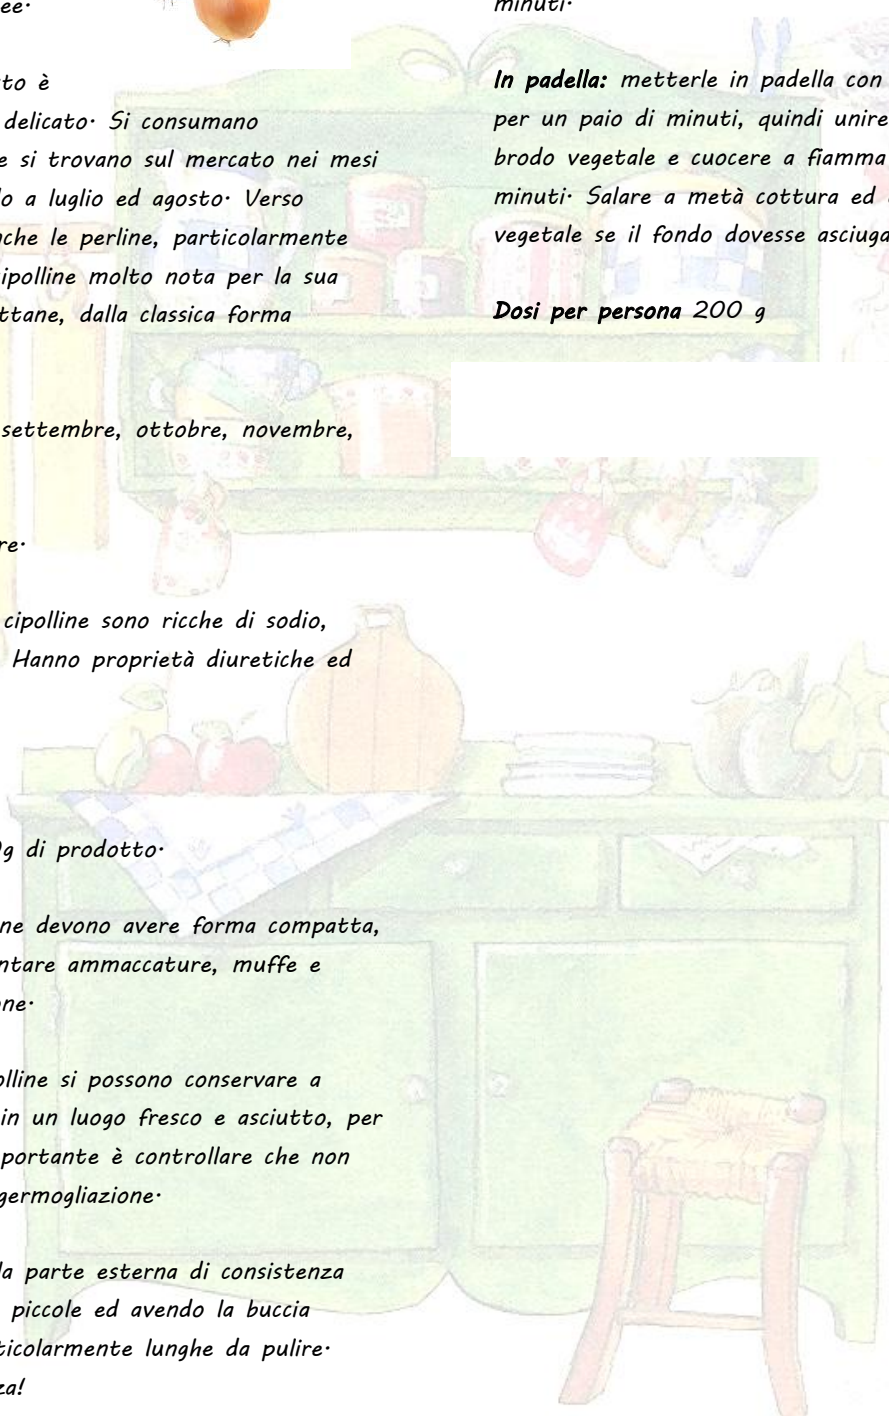 ee.
to è
delicato. Si consumano
e si trovano sul mercato nei mesi
lo a luglio ed agosto. Verso
nche le perline, particolarmente
cipolline molto nota per la sua
ttane, dalla classica forma
settembre, ottobre, novembre,
re.
cipolline sono ricche di sodio,
Hanno proprietà diuretiche ed
g di prodotto.
ne devono avere forma compatta,
ntare ammaccature, muffe e
one.
olline si possono conservare a
in un luogo fresco e asciutto, per
portante è controllare che non
germogliazione.
la parte esterna di consistenza
piccole ed avendo la buccia
ticolarmente lunghe da pulire.
za!
minuti.
In padella: metterle in padella con
per un paio di minuti, quindi unire
brodo vegetale e cuocere a fiamma
minuti. Salare a metà cottura ed
vegetale se il fondo dovesse asciuga
Dosi per persona 200 g